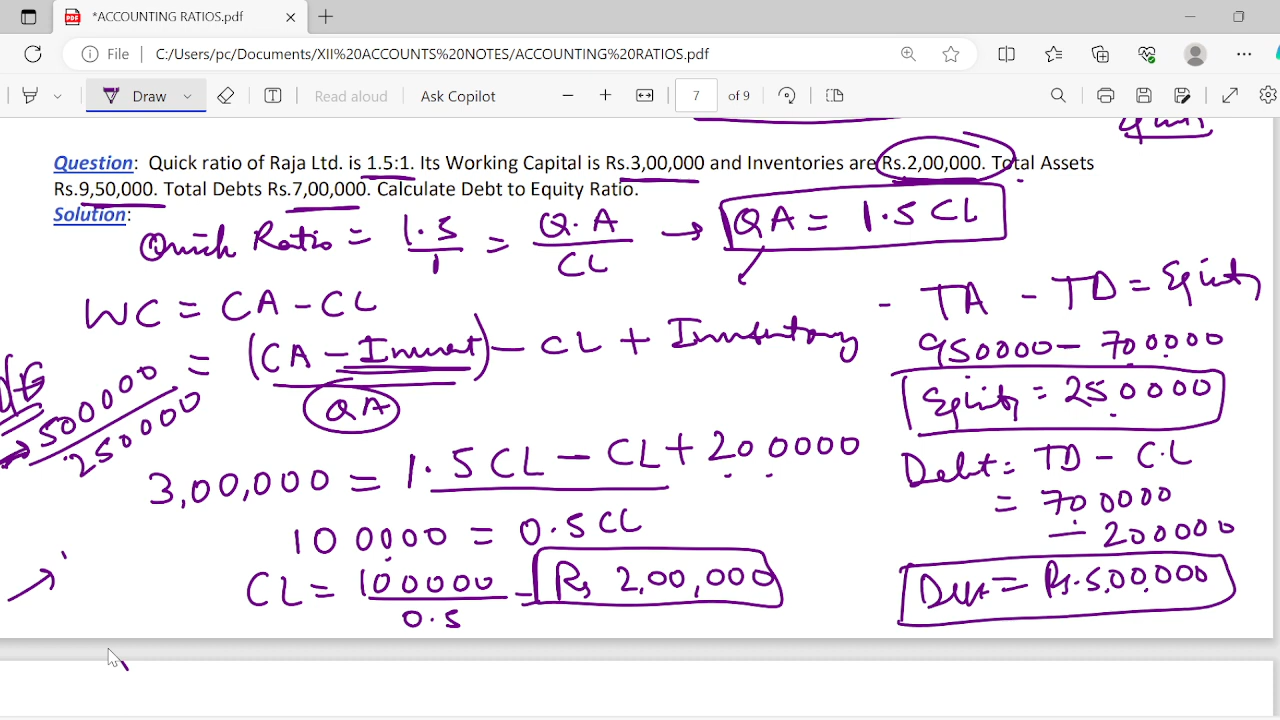 *ACCOUNTING RATIOS.pdf
File | C:/Users/pc/Documents/XII%20ACCOUNTS%20NOTES/ACCOUNTING%20RATIOS.pdf
Draw Read aloud Ask Copilot 7 of 9
Question: Quick ratio of Raja Ltd. is 1.5:1. Its Working Capital is Rs.3,00,000 and Inventories are Rs.2,00,000. Total Assets
Rs.9,50,000. Total Debts Rs.7,00,000. Calculate Debt to Equity Ratio.
Solution:
Quick Ratio = 1.5/1 = Q.A/CL → QA = 1.5 CL
WC = CA - CL
= (CA - Invent) - CL + Inventory
QA
3,00,000 = 1.5 CL - CL + 200000
100000 = 0.5 CL
CL = 100000/0.5 = Rs 2,00,000
500000/250000
- TA - TD = Equity
950000 - 700000
Equity = 250000
Debt = TD - C.L
= 700000
- 200000
Debt = Rs.5,00,000